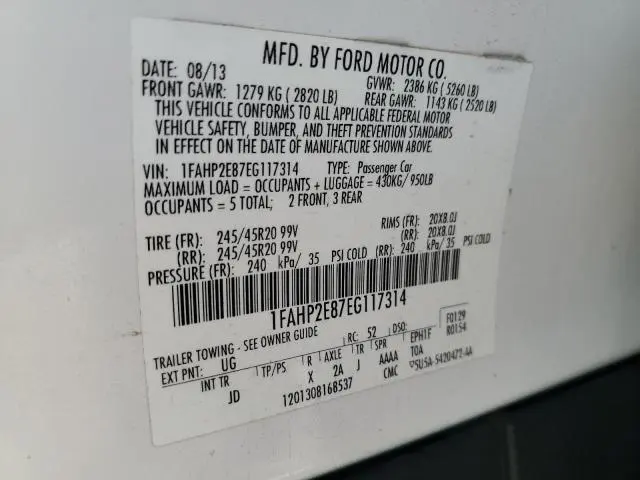 MFD. BY FORD MOTOR CO.
DATE: 08/13 GVWR: 2386 KG ( 5260 LB)
FRONT GAWR: 1279 KG ( 2820 LB) REAR GAWR: 1143 KG ( 2520 LB)
THIS VEHICLE CONFORMS TO ALL APPLICABLE FEDERAL MOTOR
VEHICLE SAFETY, BUMPER, AND THEFT PREVENTION STANDARDS
IN EFFECT ON THE DATE OF MANUFACTURE SHOWN ABOVE.
VIN: 1FAHP2E87EG117314 TYPE: Passenger Car
MAXIMUM LOAD = OCCUPANTS + LUGGAGE = 430KG/ 950LB
OCCUPANTS = 5 TOTAL; 2 FRONT, 3 REAR
TIRE (FR): 245/45R20 99V RIMS (FR): 20X8.0J
(RR): 245/45R20 99V (RR): 20X8.0J
PRESSURE (FR): 240 kPa/ 35 PSI COLD (RR): 240 kPa/ 35 PSI COLD
1FAHP2E87EG117314
F0129
R0154
TRAILER TOWING - SEE OWNER GUIDE RC: 52 DSO:
EXT PNT: UG
INT TR TP/PS R AXLE TR SPR EPH1F
JD X 2A J AAAA TOA
1201308168537 CMC 5U5A-5420472-AA